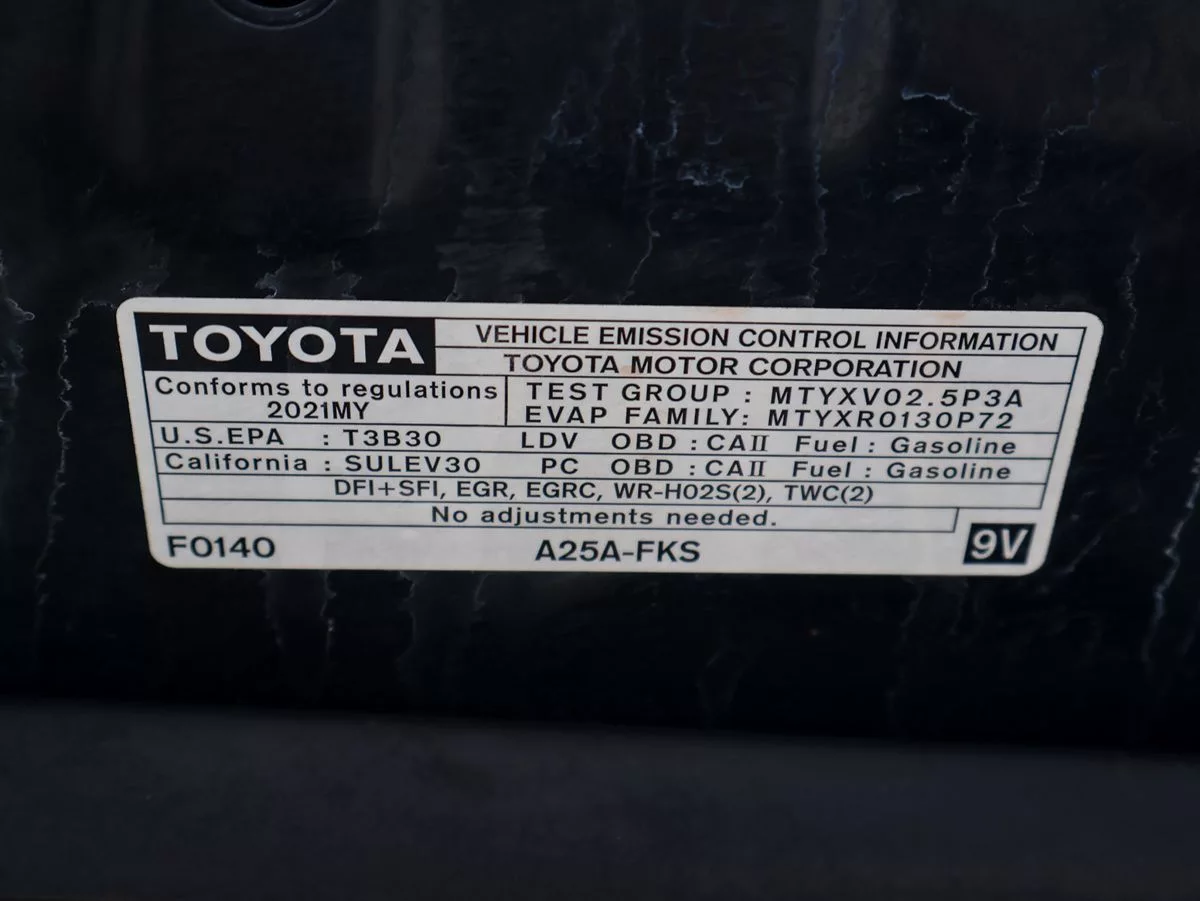 TOYOTA
VEHICLE EMISSION CONTROL INFORMATION
TOYOTA MOTOR CORPORATION
Conforms to regulations
2021MY
TEST GROUP : MTYXV02.5P3A
EVAP FAMILY: MTYXR0130P72
U.S.EPA : T3B30 LDV OBD : CAII Fuel : Gasoline
California : SULEV30 PC OBD : CAII Fuel : Gasoline
DFI+SFI, EGR, EGRC, WR-HO2S(2), TWC(2)
No adjustments needed.
F0140 A25A-FKS 9V